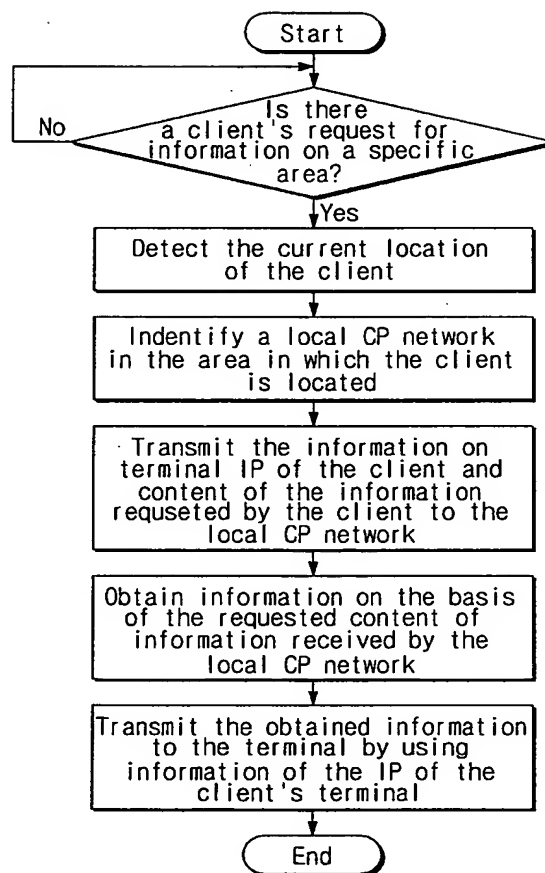 Start
Is there
a client's request for
information on a specific
area?
No
Yes
Detect the current location
of the client
Indentify a local CP network
in the area in which the client
is located
Transmit the information on
terminal IP of the client and
content of the information
requseted by the client to the
local CP network
Obtain information on the basis
of the requested content of
information received by the
local CP network
Transmit the obtained information
to the terminal by using
information of the IP of the
client's terminal
End